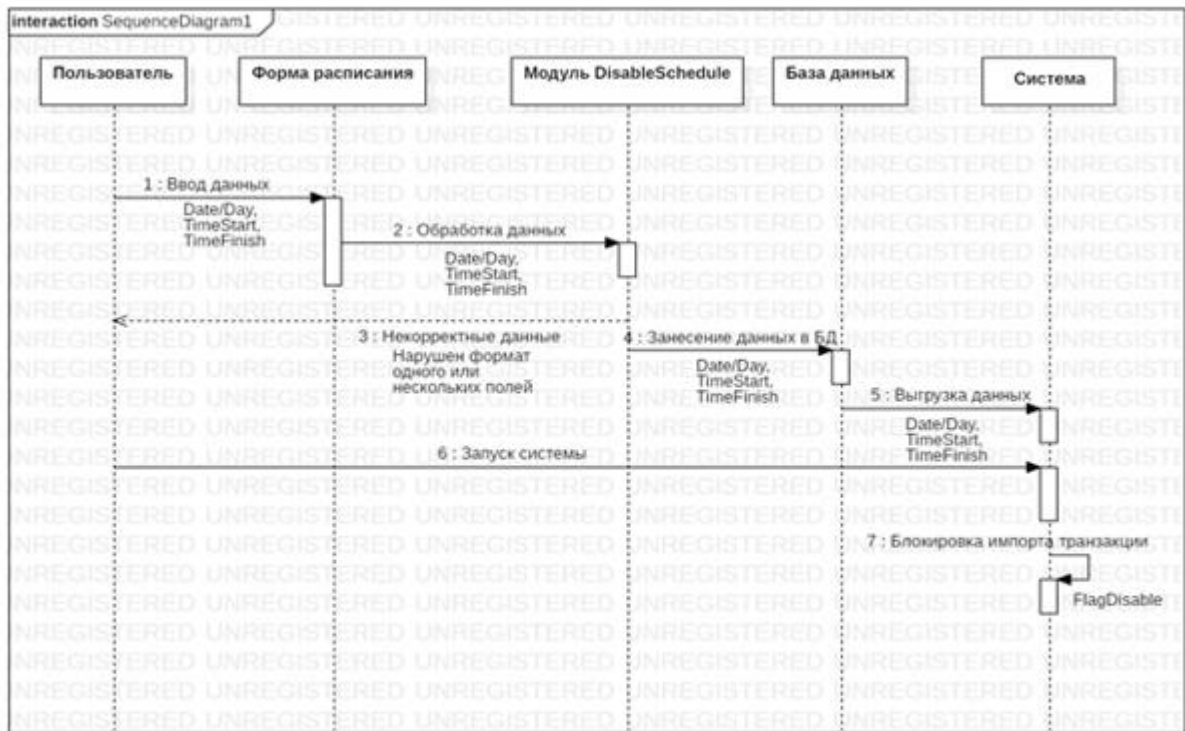 interaction SequenceDiagram1
Пользователь
Форма расписания
Модуль DisableSchedule
База данных
Система
1 : Ввод данных
Date/Day,
TimeStart,
TimeFinish
2 : Обработка данных
Date/Day,
TimeStart,
TimeFinish
3 : Некорректные данные
Нарушен формат
одного или
нескольких полей
4 : Занесение данных в БД
Date/Day,
TimeStart,
TimeFinish
5 : Выгрузка данных
Date/Day,
TimeStart,
TimeFinish
6 : Запуск системы
7 : Блокировка импорта транзакции
FlagDisable
UNREGISTERED